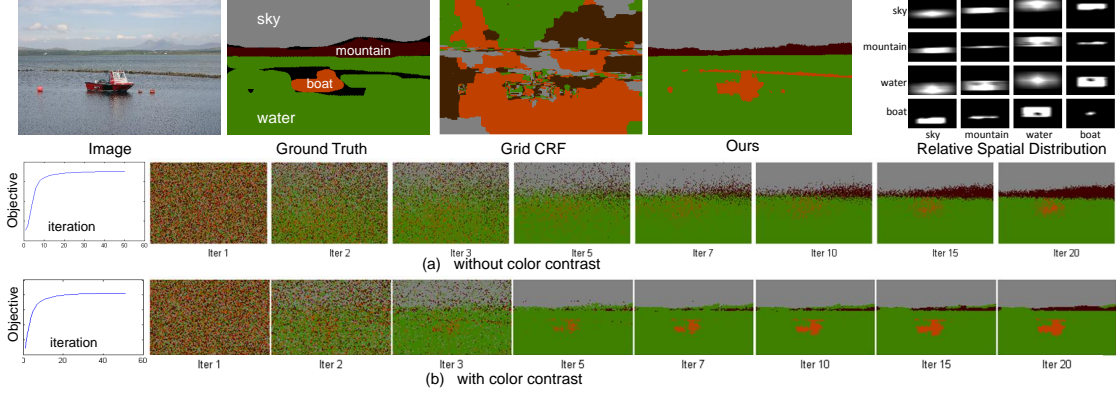 sky
mountain
boat
water
sky
mountain
water
boat
sky mountain water boat
Image Ground Truth Grid CRF Ours Relative Spatial Distribution
Objective
iteration
0 10 20 30 40 50 60
Iter 1 Iter 2 Iter 3 Iter 5 Iter 7 Iter 10 Iter 15 Iter 20
(a) without color contrast
Objective
iteration
0 20 40 60
Iter 1 Iter 2 Iter 3 Iter 5 Iter 7 Iter 10 Iter 15 Iter 20
(b) with color contrast